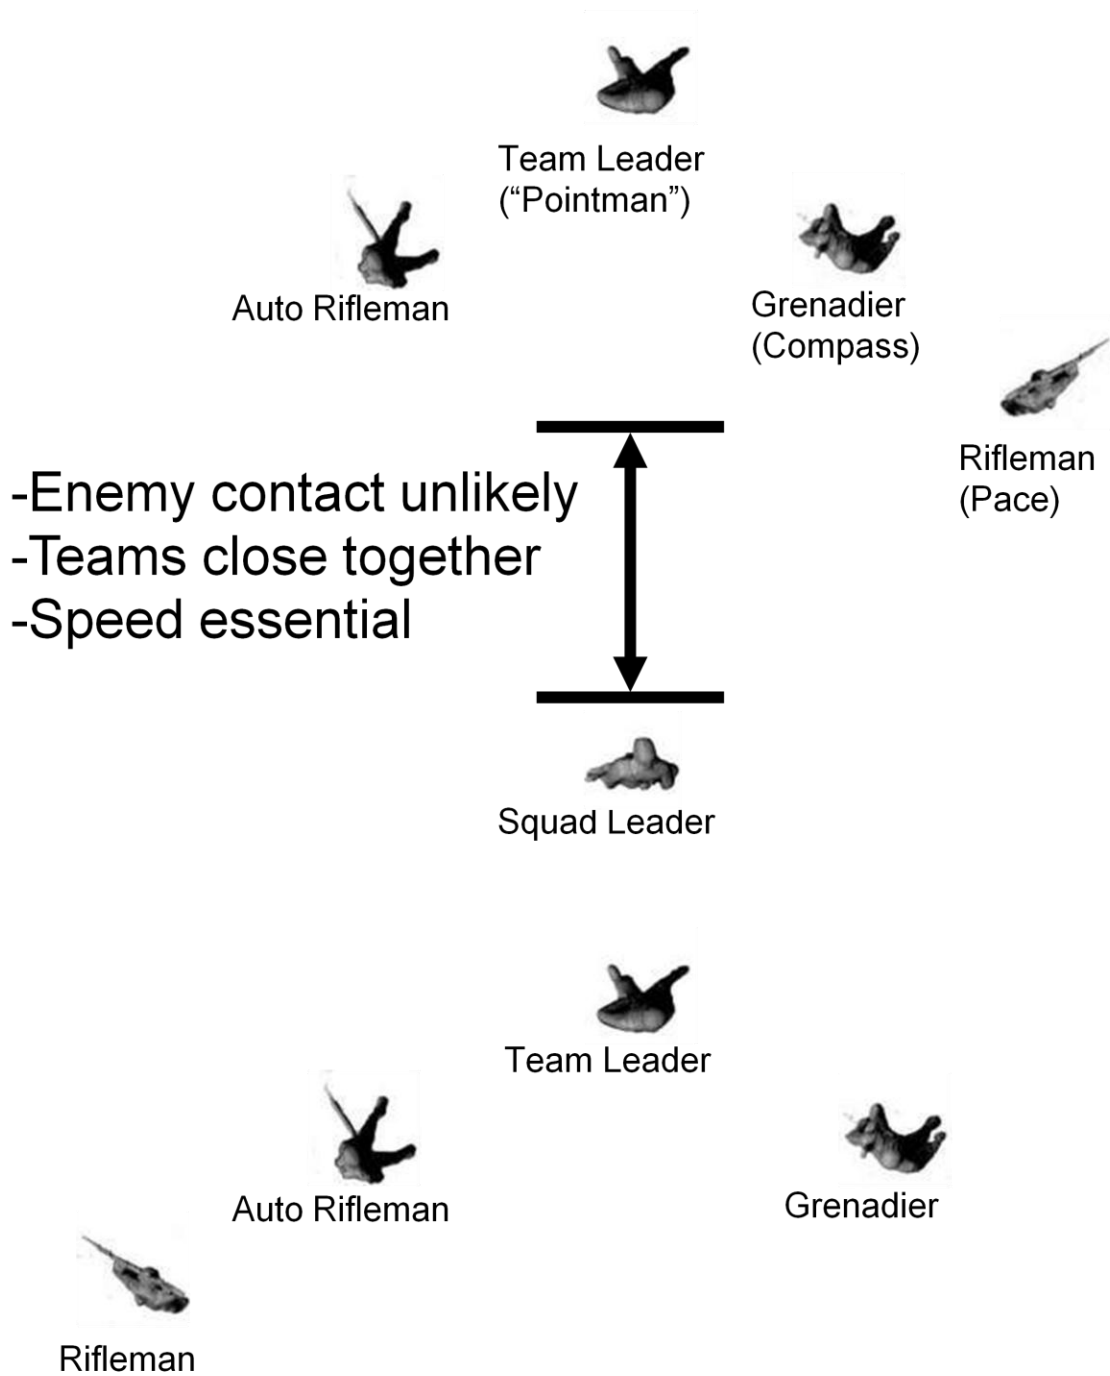 Team Leader
(“Pointman”)
Auto Rifleman
Grenadier
(Compass)
Rifleman
(Pace)
-Enemy contact unlikely
-Teams close together
-Speed essential
Squad Leader
Team Leader
Auto Rifleman
Grenadier
Rifleman